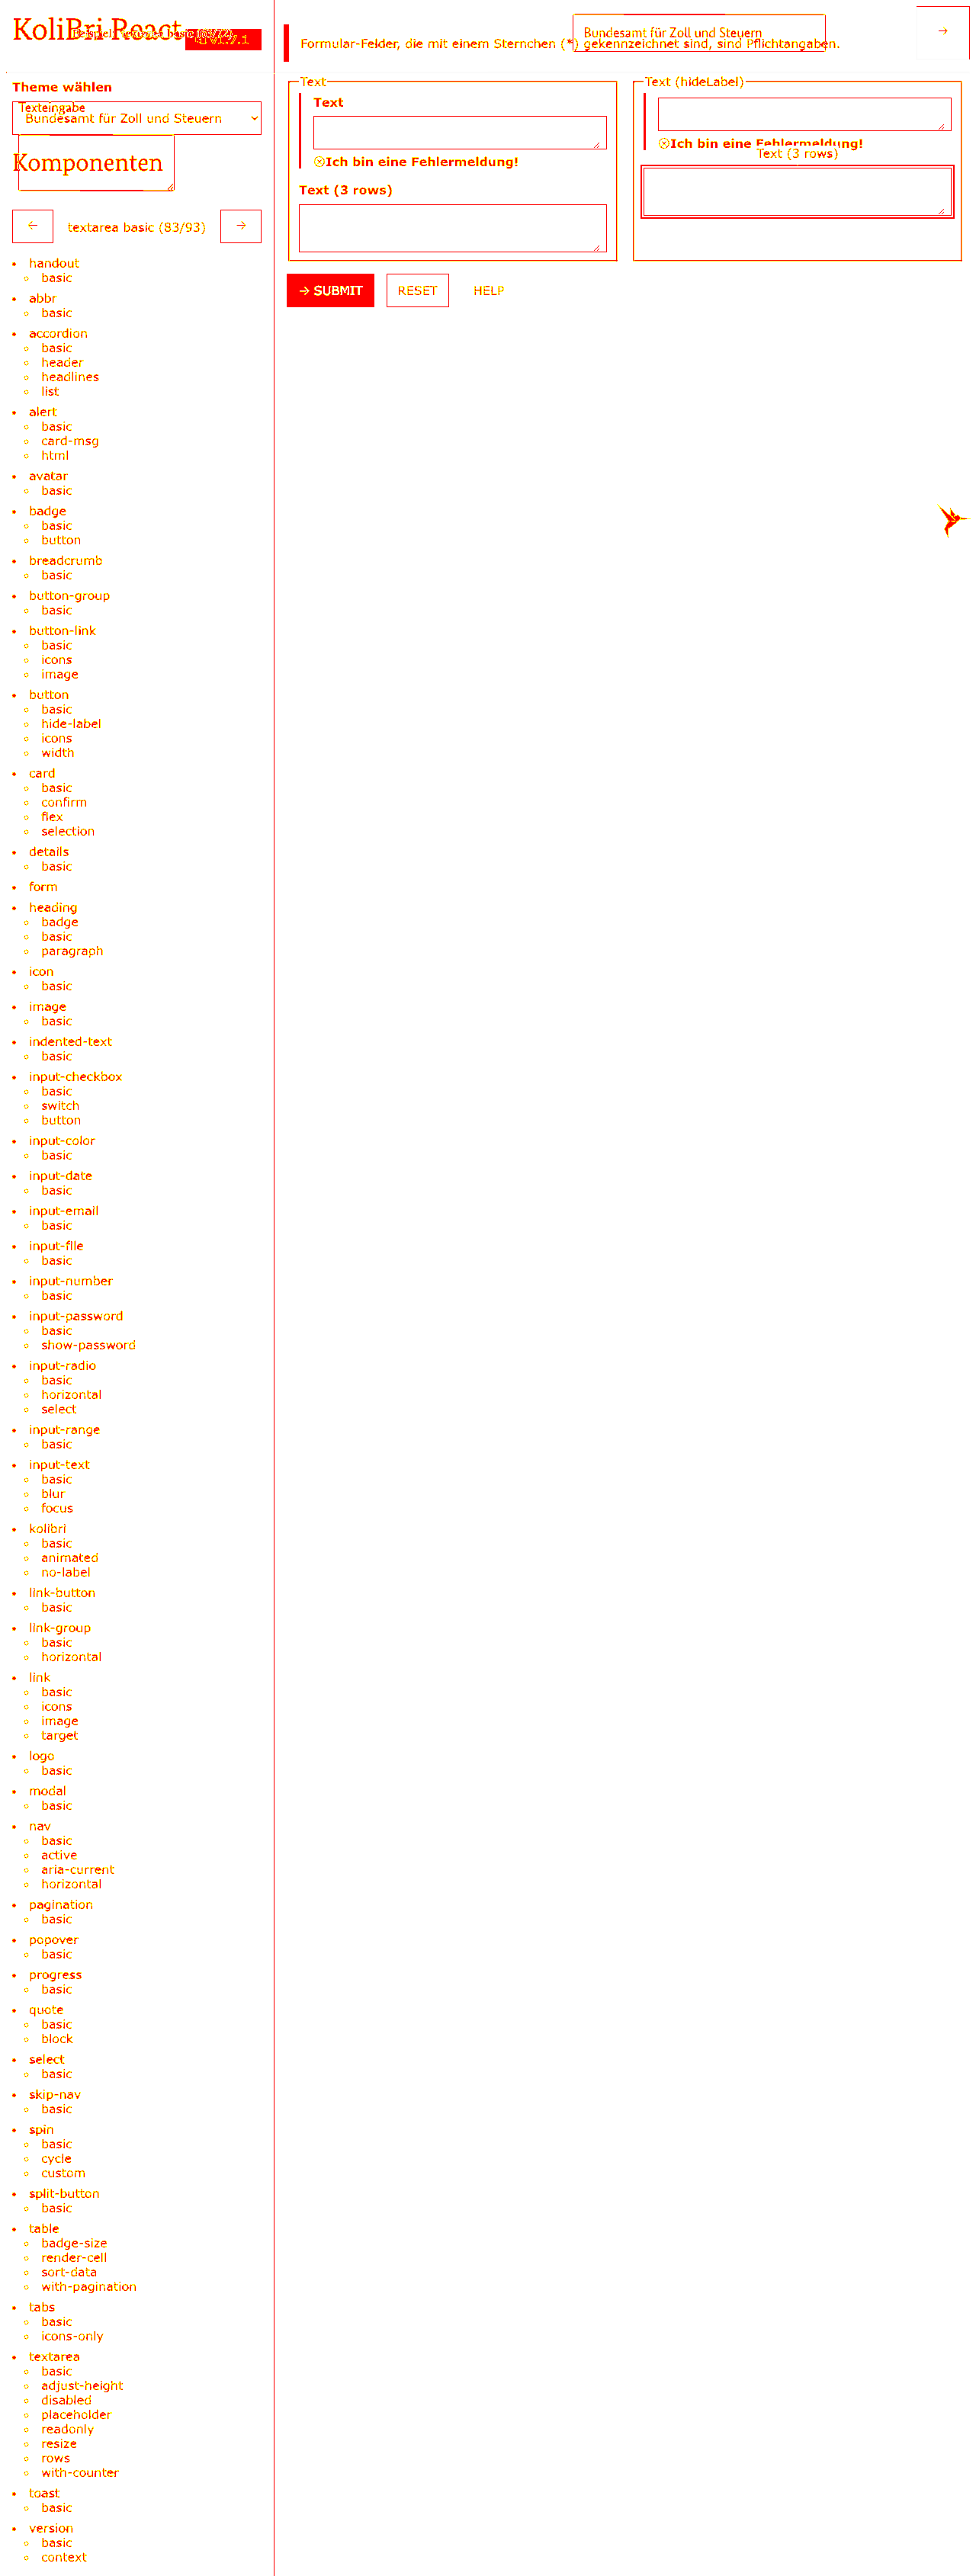 KoliBri React
v1.7.1
Theme wählen
Texteingabe
Bundesamt für Zoll und Steuern
Komponenten
← textarea basic (83/93) →
handout
basic
abbr
basic
accordion
basic
header
headlines
list
alert
basic
card-msg
html
avatar
basic
badge
basic
button
breadcrumb
basic
button-group
basic
button-link
basic
icons
image
button
basic
hide-label
icons
width
card
basic
confirm
flex
selection
details
basic
form
heading
badge
basic
paragraph
icon
basic
image
basic
indented-text
basic
input-checkbox
basic
switch
button
input-color
basic
input-date
basic
input-email
basic
input-file
basic
input-number
basic
input-password
basic
show-password
input-radio
basic
horizontal
select
input-range
basic
input-text
basic
blur
focus
kolibri
basic
animated
no-label
link-button
basic
link-group
basic
horizontal
link
basic
icons
image
target
logo
basic
modal
basic
nav
basic
active
aria-current
horizontal
pagination
basic
popover
basic
progress
basic
quote
basic
block
select
basic
skip-nav
basic
spin
basic
cycle
custom
split-button
basic
table
badge-size
render-cell
sort-data
with-pagination
tabs
basic
icons-only
textarea
basic
adjust-height
disabled
placeholder
readonly
resize
rows
with-counter
toast
basic
version
basic
context
Bundesamt für Zoll und Steuern
→
Formular-Felder, die mit einem Sternchen (*) gekennzeichnet sind, sind Pflichtangaben.
Text
Text
Ich bin eine Fehlermeldung!
Text (3 rows)
Text (hideLabel)
Ich bin eine Fehlermeldung!
Text (3 rows)
→ SUBMIT
RESET
HELP